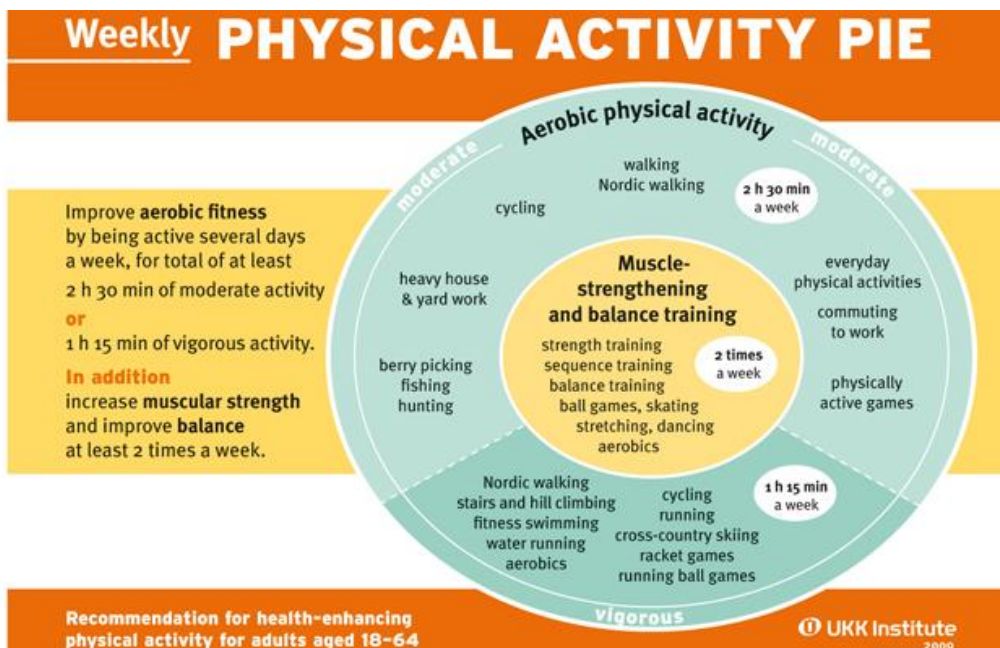 Weekly PHYSICAL ACTIVITY PIE
Improve aerobic fitness
by being active several days
a week, for total of at least
2 h 30 min of moderate activity
or
1 h 15 min of vigorous activity.
In addition
increase muscular strength
and improve balance
at least 2 times a week.
Aerobic physical activity
moderate
moderate
walking
Nordic walking
2 h 30 min
a week
cycling
heavy house
& yard work
berry picking
fishing
hunting
everyday
physical activities
commuting
to work
physically
active games
Muscle-
strengthening
and balance training
strength training
sequence training
balance training
ball games, skating
stretching, dancing
aerobics
2 times
a week
Nordic walking
stairs and hill climbing
fitness swimming
water running
aerobics
cycling
running
cross-country skiing
racket games
running ball games
1 h 15 min
a week
vigorous
Recommendation for health-enhancing
physical activity for adults aged 18–64
UKK Institute
2009